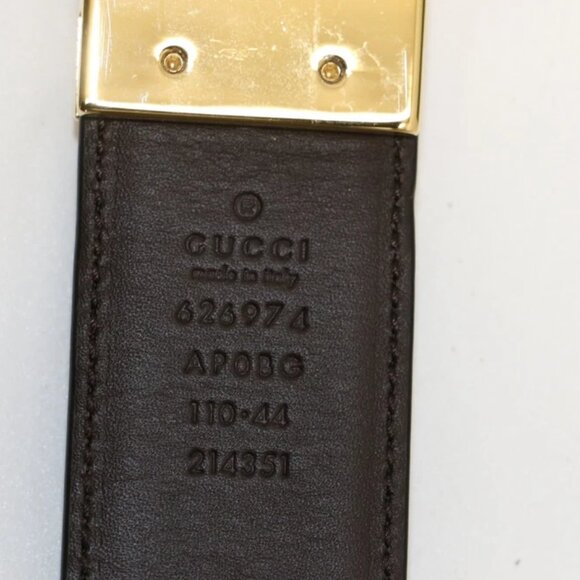 ®
GUCCI
made in italy
626974
AP0BG
110·44
214351